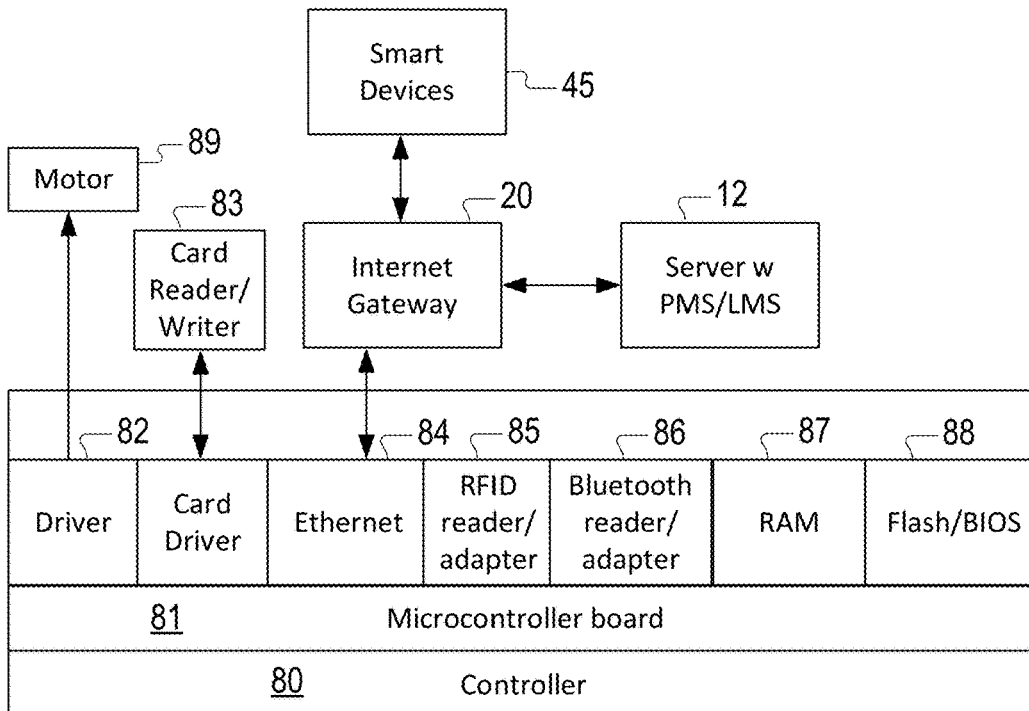 Smart
Devices
45
89
Motor
83
20
12
Card
Reader/
Writer
Internet
Gateway
Server w
PMS/LMS
82
84
85
86
87
88
Driver
Card
Driver
Ethernet
RFID
reader/
adapter
Bluetooth
reader/
adapter
RAM
Flash/BIOS
81 Microcontroller board
80 Controller